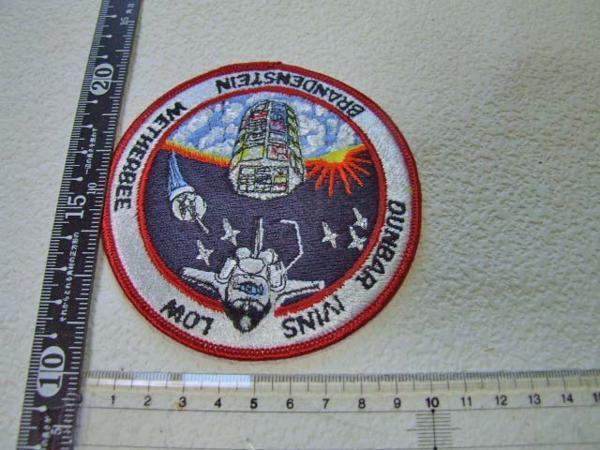 BRANDENSTEIN
WETHERBEE
DUNBAR
IVINS
LOW
20
15
10
5
1 2 3 4 5 6 7 8 9 10 11 12 13 14